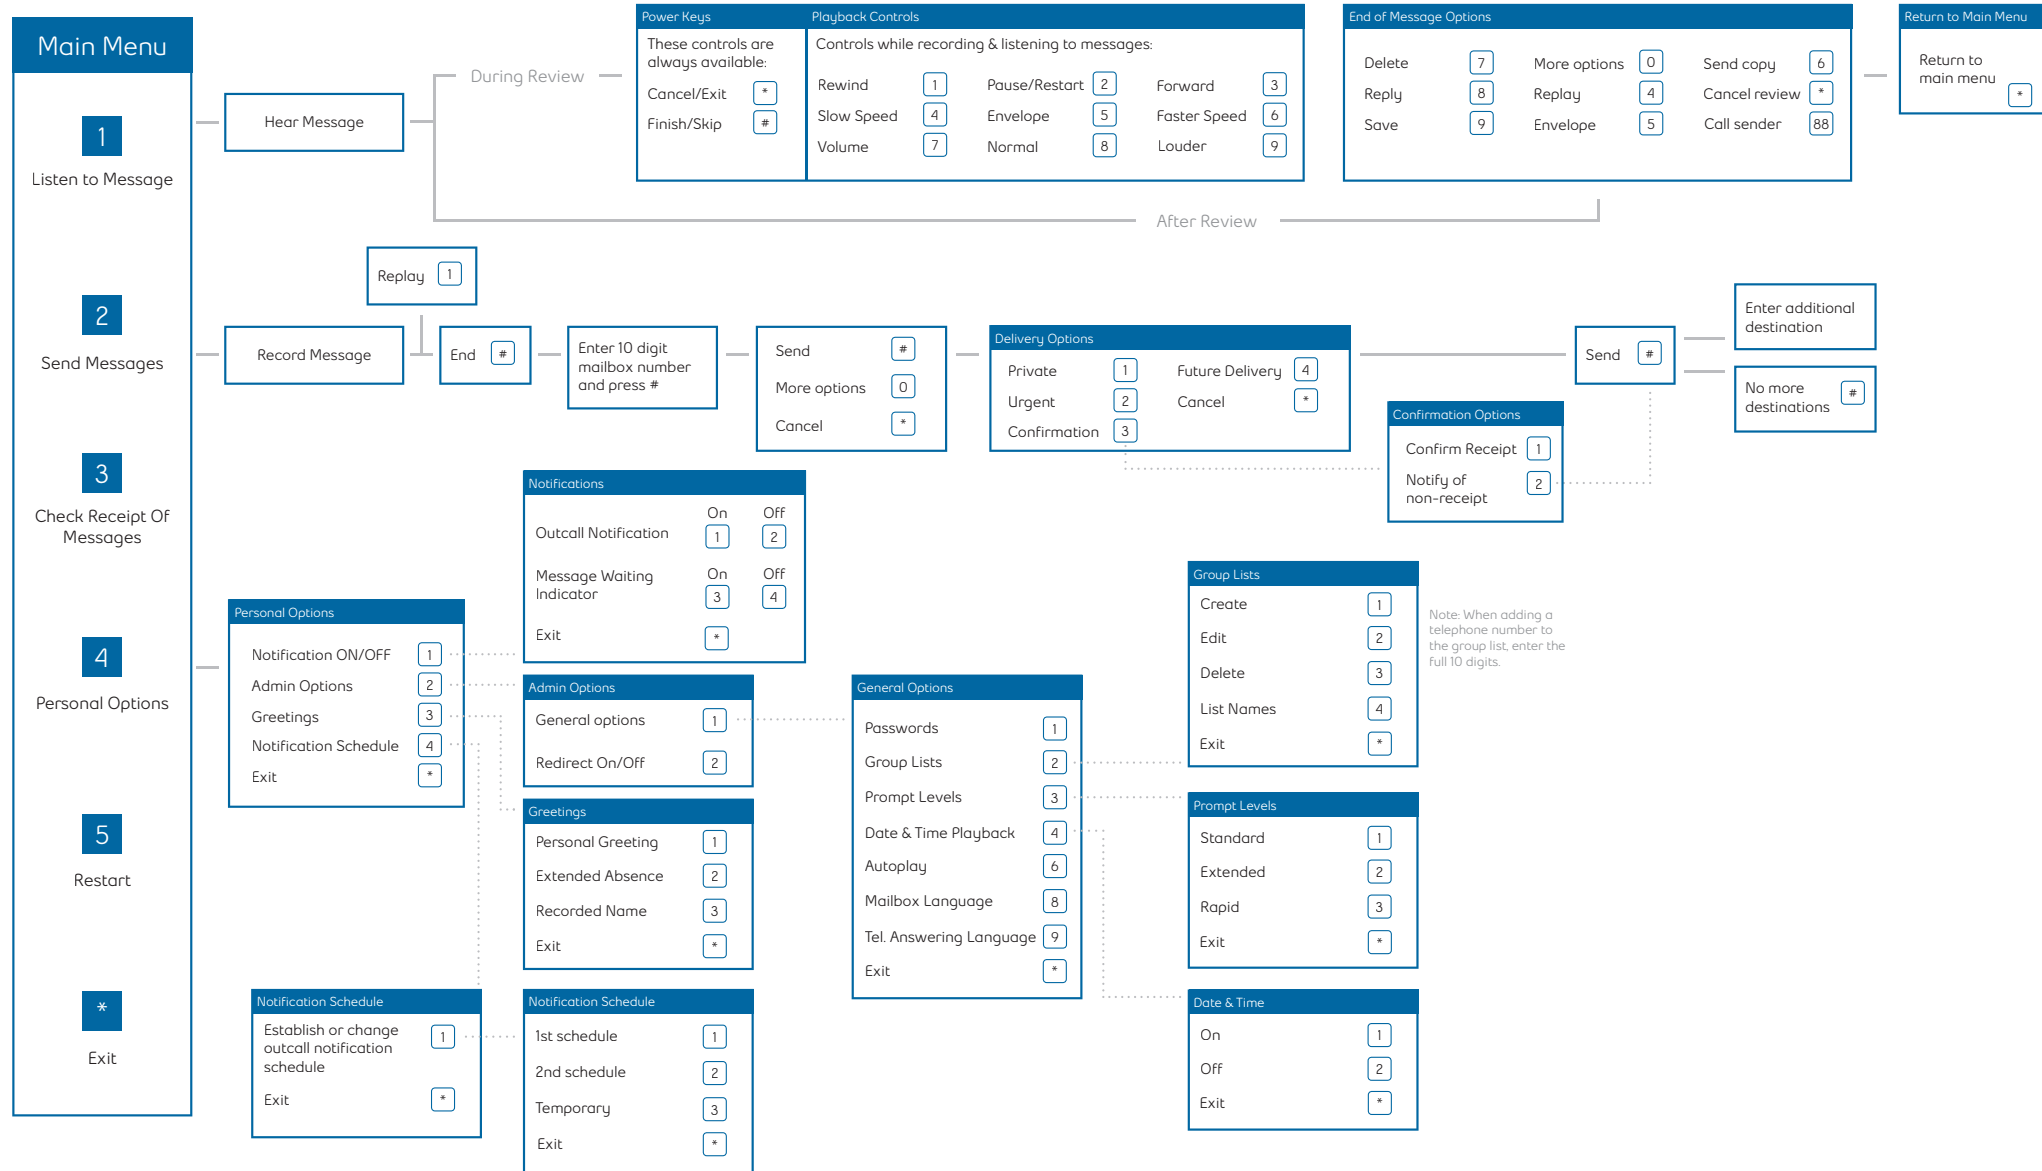 Main Menu
1
Listen to Message
2
Send Messages
3
Check Receipt Of
Messages
4
Personal Options
5
Restart
*
Exit
Hear Message
During Review
Power Keys
These controls are
always available:
Cancel/Exit *
Finish/Skip #
Playback Controls
Controls while recording & listening to messages:
Rewind 1 Pause/Restart 2 Forward 3
Slow Speed 4 Envelope 5 Faster Speed 6
Volume 7 Normal 8 Louder 9
End of Message Options
Delete 7 More options 0 Send copy 6
Reply 8 Replay 4 Cancel review *
Save 9 Envelope 5 Call sender 88
Return to Main Menu
Return to
main menu
*
After Review
Record Message
Replay 1
End #
Enter 10 digit
mailbox number
and press #
Send #
More options 0
Cancel *
Delivery Options
Private 1 Future Delivery 4
Urgent 2 Cancel *
Confirmation 3
Confirmation Options
Confirm Receipt 1
Notify of
non-receipt 2
Send #
Enter additional
destination
No more
destinations #
Personal Options
Notification ON/OFF 1
Admin Options 2
Greetings 3
Notification Schedule 4
Exit *
Notifications
On Off
Outcall Notification 1 2
On Off
Message Waiting
Indicator 3 4
Exit *
Admin Options
General options 1
Redirect On/Off 2
Greetings
Personal Greeting 1
Extended Absence 2
Recorded Name 3
Exit *
Notification Schedule
Establish or change
outcall notification
schedule
1
Exit *
Notification Schedule
1st schedule 1
2nd schedule 2
Temporary 3
Exit *
General Options
Passwords 1
Group Lists 2
Prompt Levels 3
Date & Time Playback 4
Autoplay 6
Mailbox Language 8
Tel. Answering Language 9
Exit *
Group Lists
Create 1
Edit 2
Delete 3
List Names 4
Exit *
Note: When adding a
telephone number to
the group list, enter the
full 10 digits.
Prompt Levels
Standard 1
Extended 2
Rapid 3
Exit *
Date & Time
On 1
Off 2
Exit *